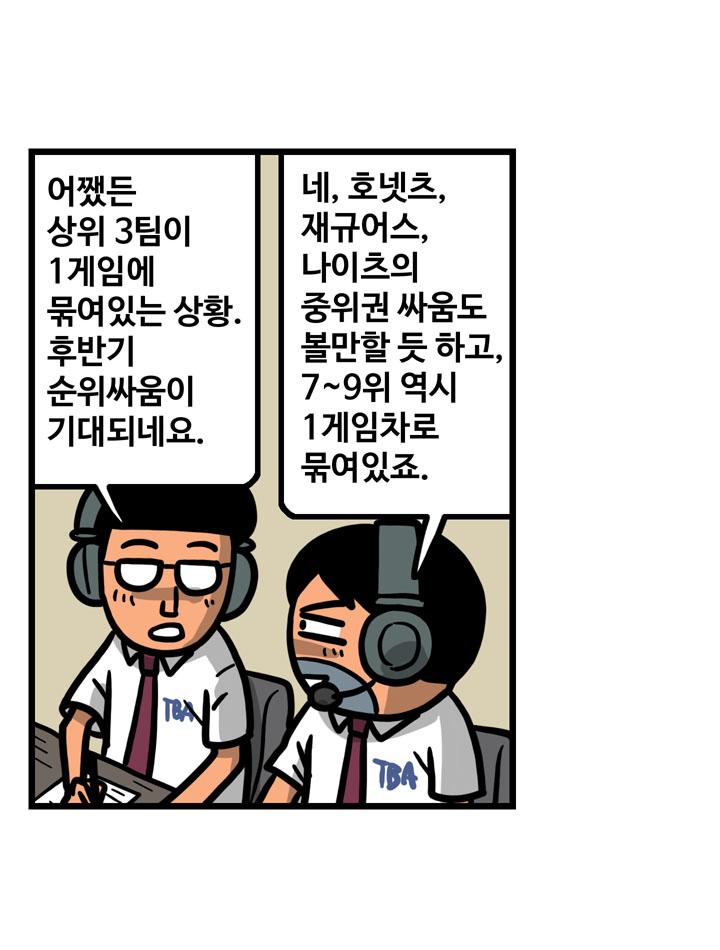 어쨌든
상위 3팀이
1게임에
묶여있는 상황.
후반기
순위싸움이
기대되네요.
네, 호넷츠,
재규어스,
나이츠의
중위권 싸움도
볼만할 듯 하고,
7~9위 역시
1게임차로
묶여있죠.
TBA
TBA